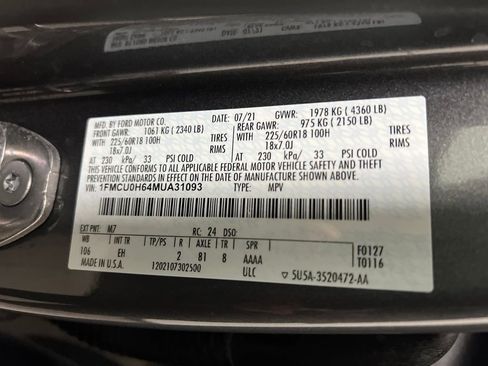 MFD. BY FORD MOTOR CO.
DATE: 07/21 GVWR: 1978 KG ( 4360 LB)
FRONT GAWR: 1061 KG ( 2340 LB) REAR GAWR: 975 KG ( 2150 LB)
WITH 225/60R18 100H TIRES WITH 225/60R18 100H TIRES
18x7.0J RIMS 18x7.0J RIMS
AT 230 kPa/ 33 PSI COLD AT 230 kPa/ 33 PSI COLD
THIS VEHICLE CONFORMS TO ALL APPLICABLE FEDERAL MOTOR VEHICLE SAFETY AND THEFT
PREVENTION STANDARDS IN EFFECT ON THE DATE OF MANUFACTURE SHOWN ABOVE.
VIN: 1FMCU0H64MUA31093 TYPE: MPV
EXT PNT: M7 RC: 24 DSO:
WB INT TR TP/PS R AXLE TR SPR
106 EH 2 81 8 AAAA
MADE IN U.S.A. 1202107302500 ULC
F0127
T0116
5U5A-3520472-AA